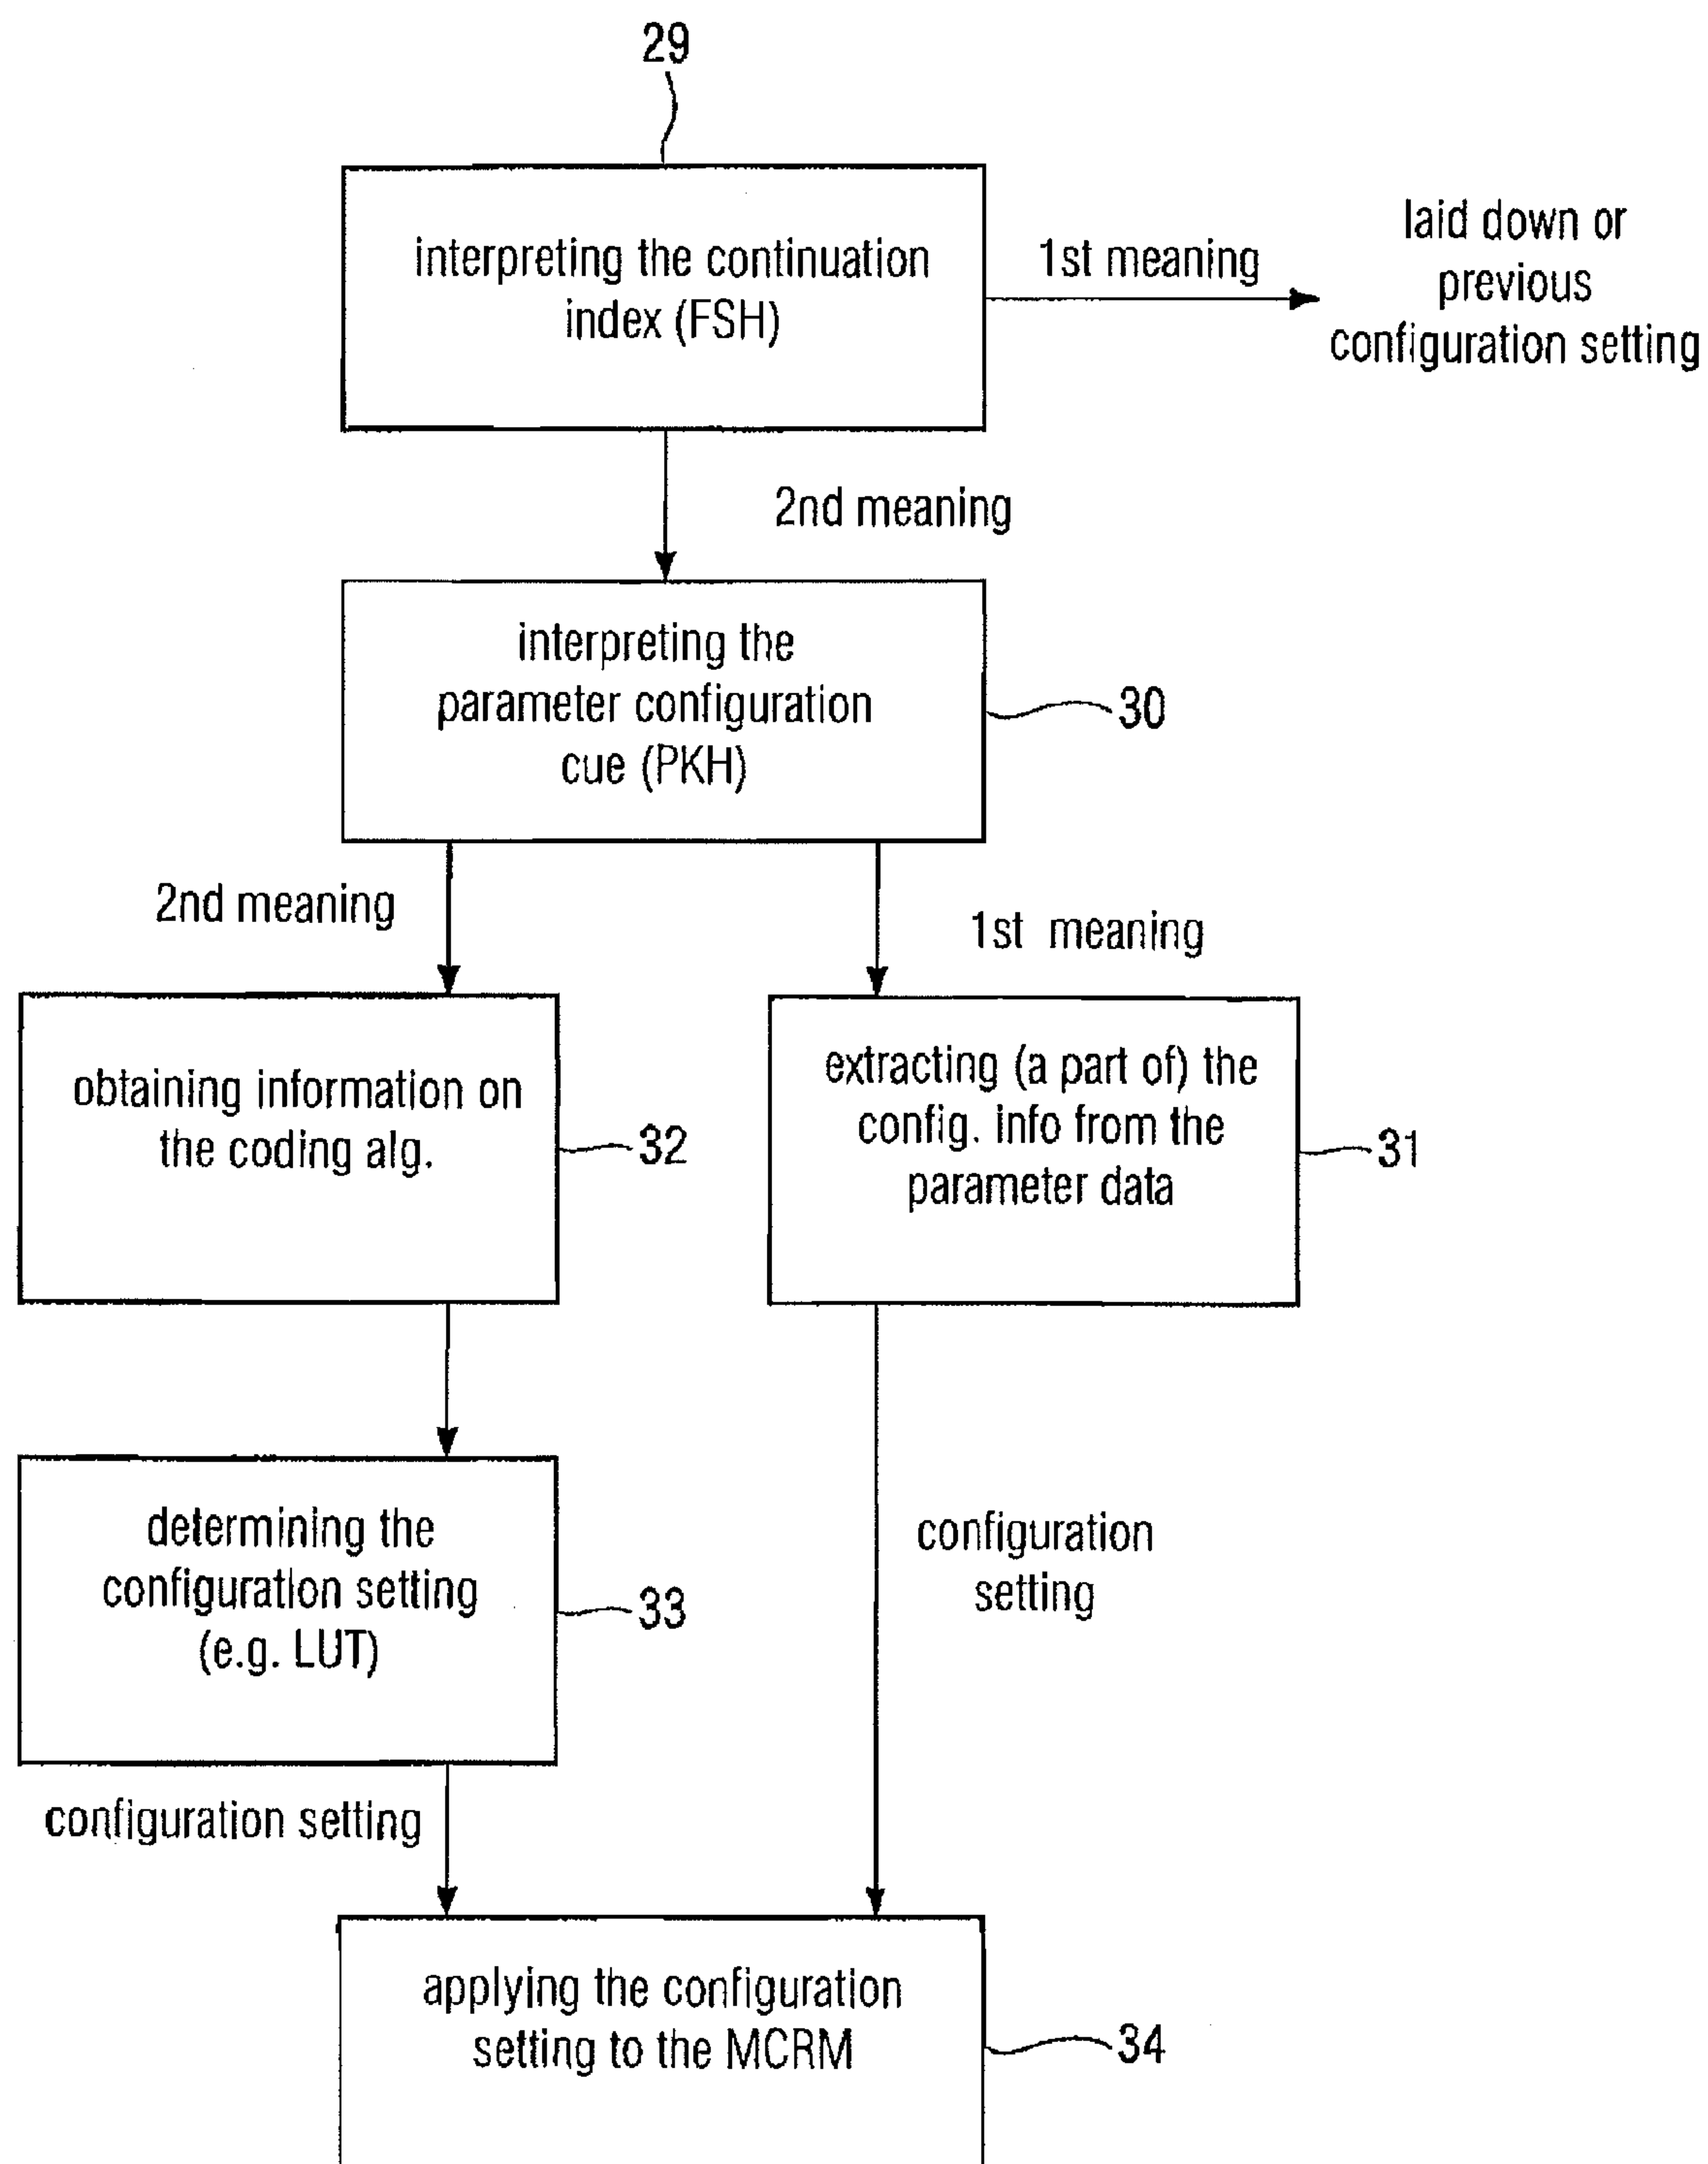 29
interpreting the continuation
index (FSH)
1st meaning
laid down or
previous
configuration setting
2nd meaning
interpreting the
parameter configuration
cue (PKH)
30
2nd meaning
1st meaning
obtaining information on
the coding alg.
32
extracting (a part of) the
config. info from the
parameter data
31
determining the
configuration setting
(e.g. LUT)
33
configuration
setting
configuration setting
applying the configuration
setting to the MCRM
34